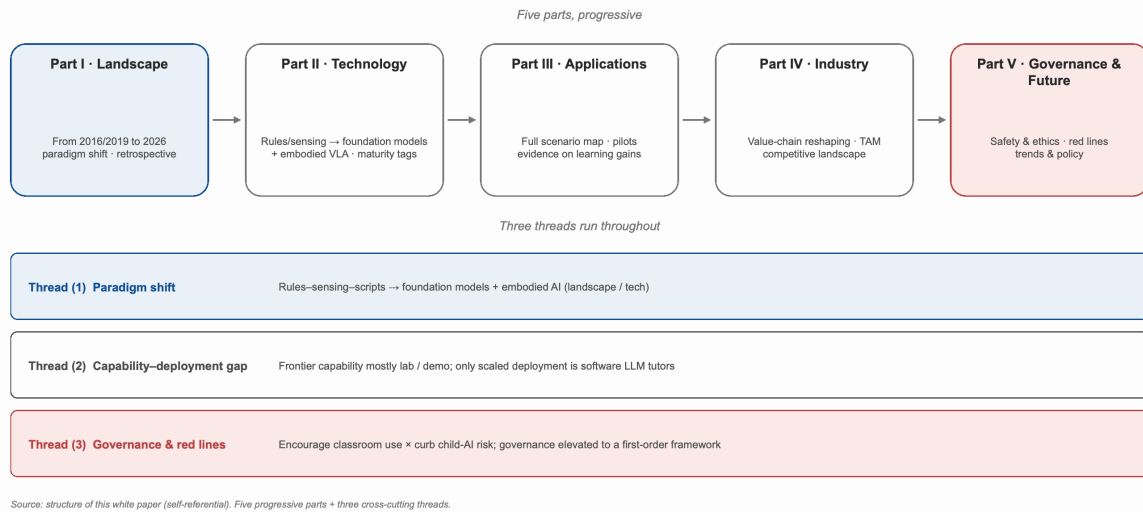 Five parts, progressive
Part I · Landscape
From 2016/2019 to 2026
paradigm shift · retrospective
Part II · Technology
Rules/sensing → foundation models
+ embodied VLA · maturity tags
Part III · Applications
Full scenario map · pilots
evidence on learning gains
Part IV · Industry
Value-chain reshaping · TAM
competitive landscape
Part V · Governance &
Future
Safety & ethics · red lines
trends & policy
Three threads run throughout
Thread (1)  Paradigm shift
Rules–sensing–scripts → foundation models + embodied AI (landscape / tech)
Thread (2)  Capability–deployment gap
Frontier capability mostly lab / demo; only scaled deployment is software LLM tutors
Thread (3)  Governance & red lines
Encourage classroom use × curb child-AI risk; governance elevated to a first-order framework
Source: structure of this white paper (self-referential). Five progressive parts + three cross-cutting threads.